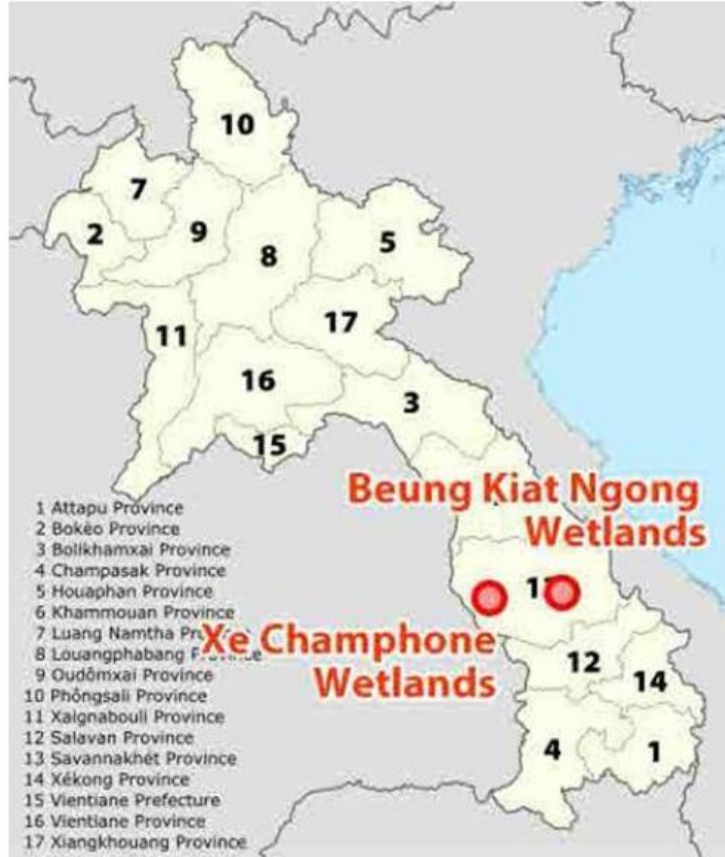 10
7
2
9
8
5
11
17
16
3
15
Beung Kiat Ngong
Wetlands
Xe Champhone
Wetlands
12
14
4
1
1 Attapu Province
2 Bokèo Province
3 Bolikhamxai Province
4 Champasak Province
5 Houaphan Province
6 Khammouan Province
7 Luang Namtha Province
8 Louangphabang Province
9 Oudômxai Province
10 Phôngsali Province
11 Xaignabouli Province
12 Salavan Province
13 Savannakhét Province
14 Xékong Province
15 Vientiane Prefecture
16 Vientiane Province
17 Xiangkhouang Province